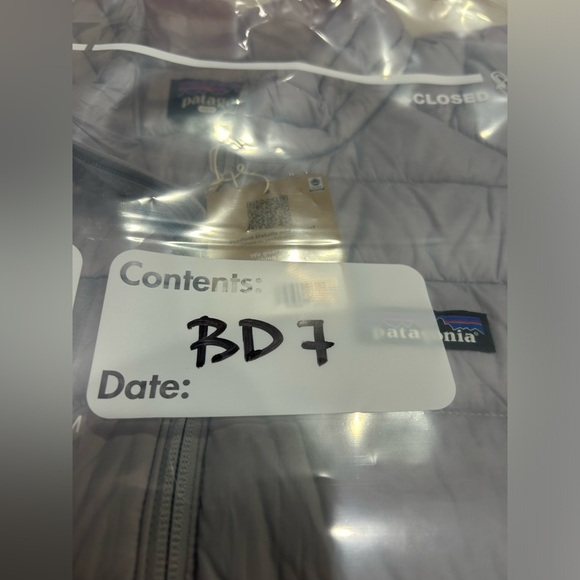 patagonia
CLOSED
Contents:
BD7
patagonia
Date: